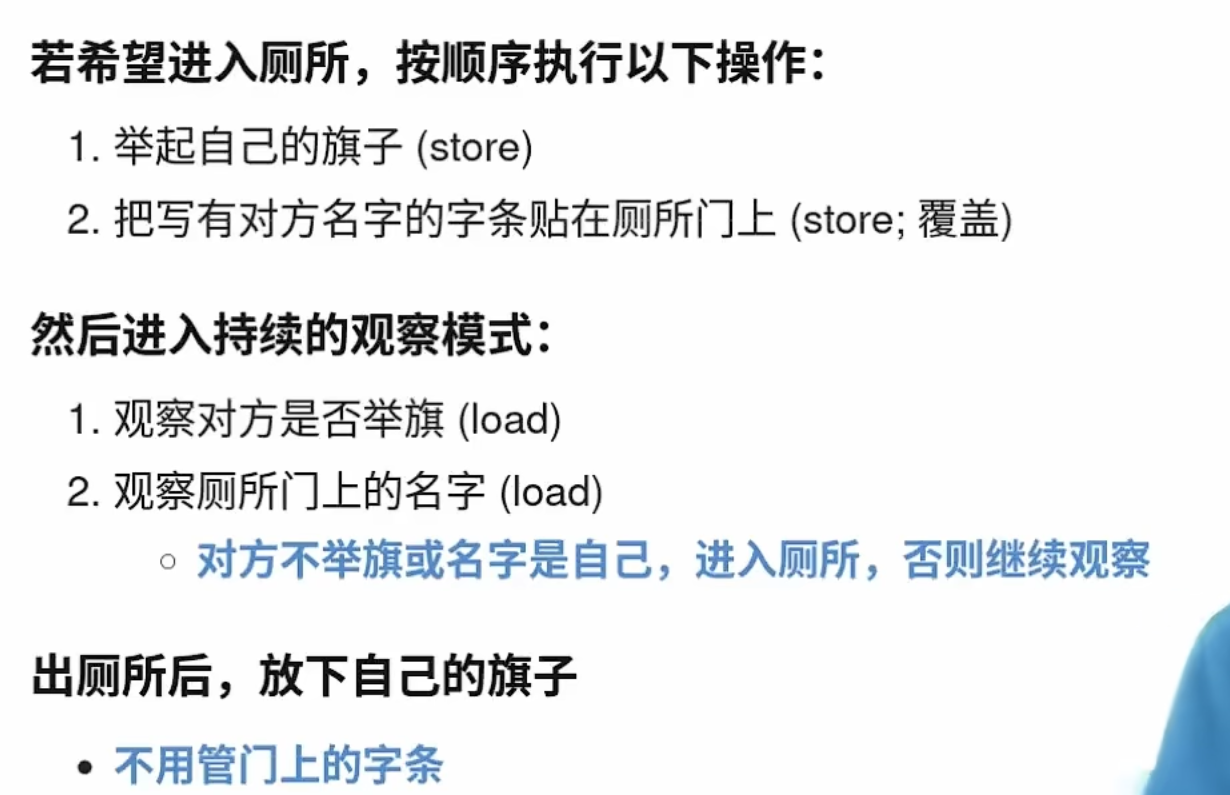 若希望进入厕所，按顺序执行以下操作：
1. 举起自己的旗子 (store)
2. 把写有对方名字的字条贴在厕所门上 (store; 覆盖)
然后进入持续的观察模式：
1. 观察对方是否举旗 (load)
2. 观察厕所门上的名字 (load)
○ 对方不举旗或名字是自己，进入厕所，否则继续观察
出厕所后，放下自己的旗子
• 不用管门上的字条